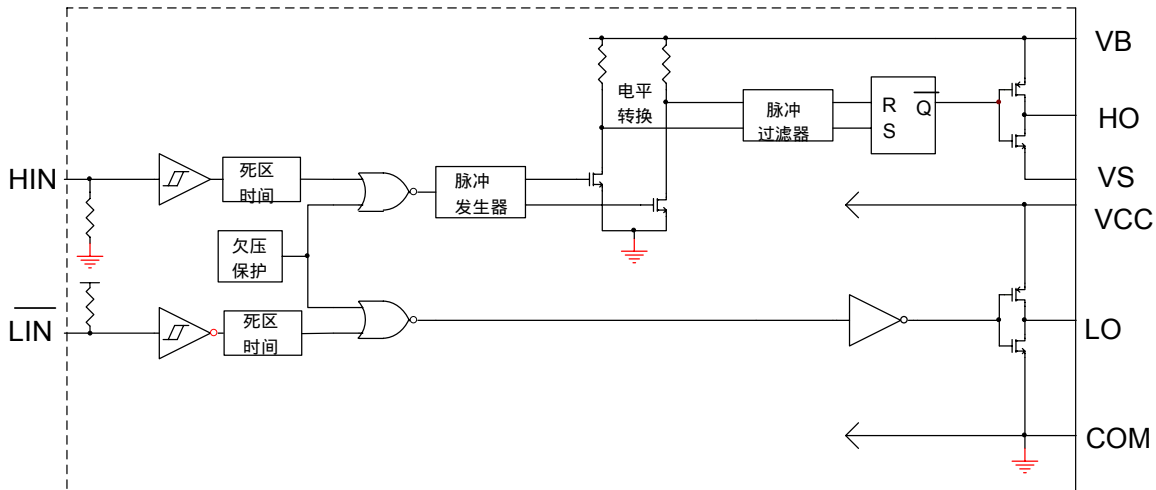 VB
电平
转换
脉冲
过滤器
R
S
Q
HO
HIN
死区
时间
脉冲
发生器
VS
VCC
欠压
保护
LIN
死区
时间
LO
COM